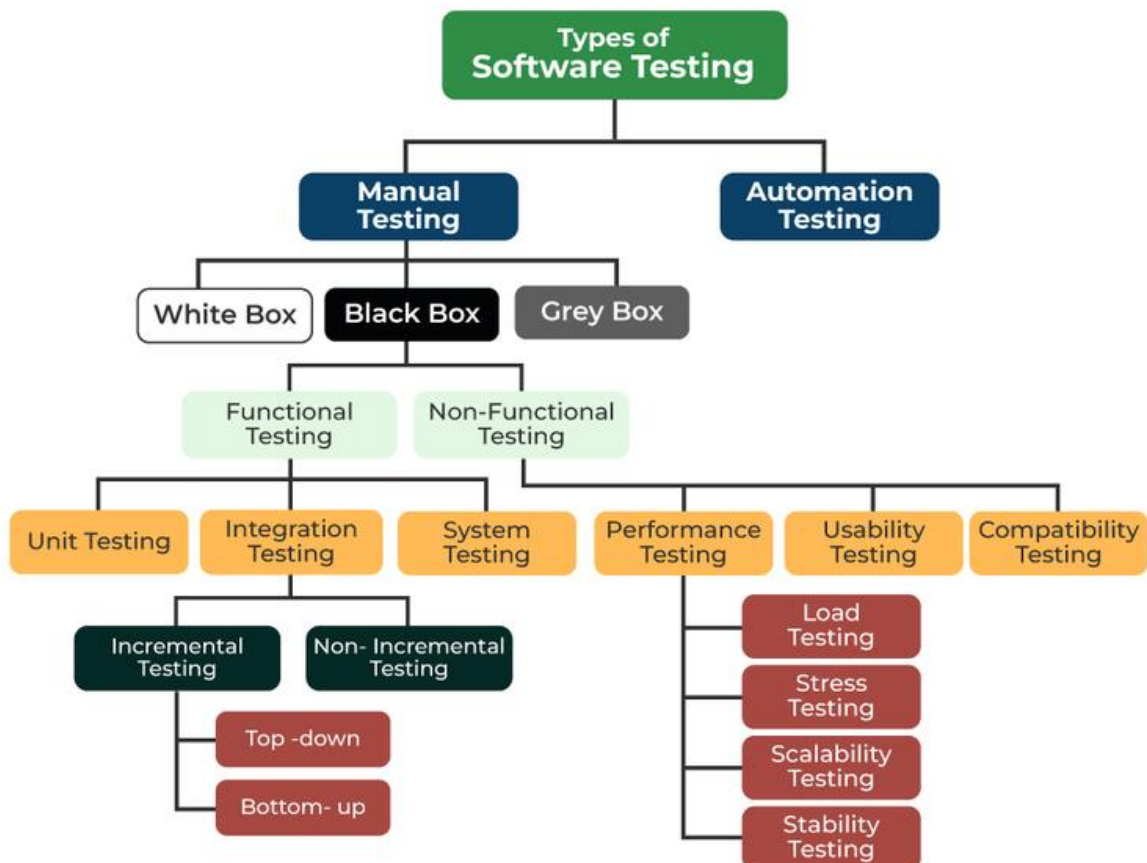 Types of
Software Testing
Manual
Testing
Automation
Testing
White Box
Black Box
Grey Box
Functional
Testing
Non-Functional
Testing
Unit Testing
Integration
Testing
System
Testing
Performance
Testing
Usability
Testing
Compatibility
Testing
Incremental
Testing
Non- Incremental
Testing
Top -down
Bottom- up
Load
Testing
Stress
Testing
Scalability
Testing
Stability
Testing